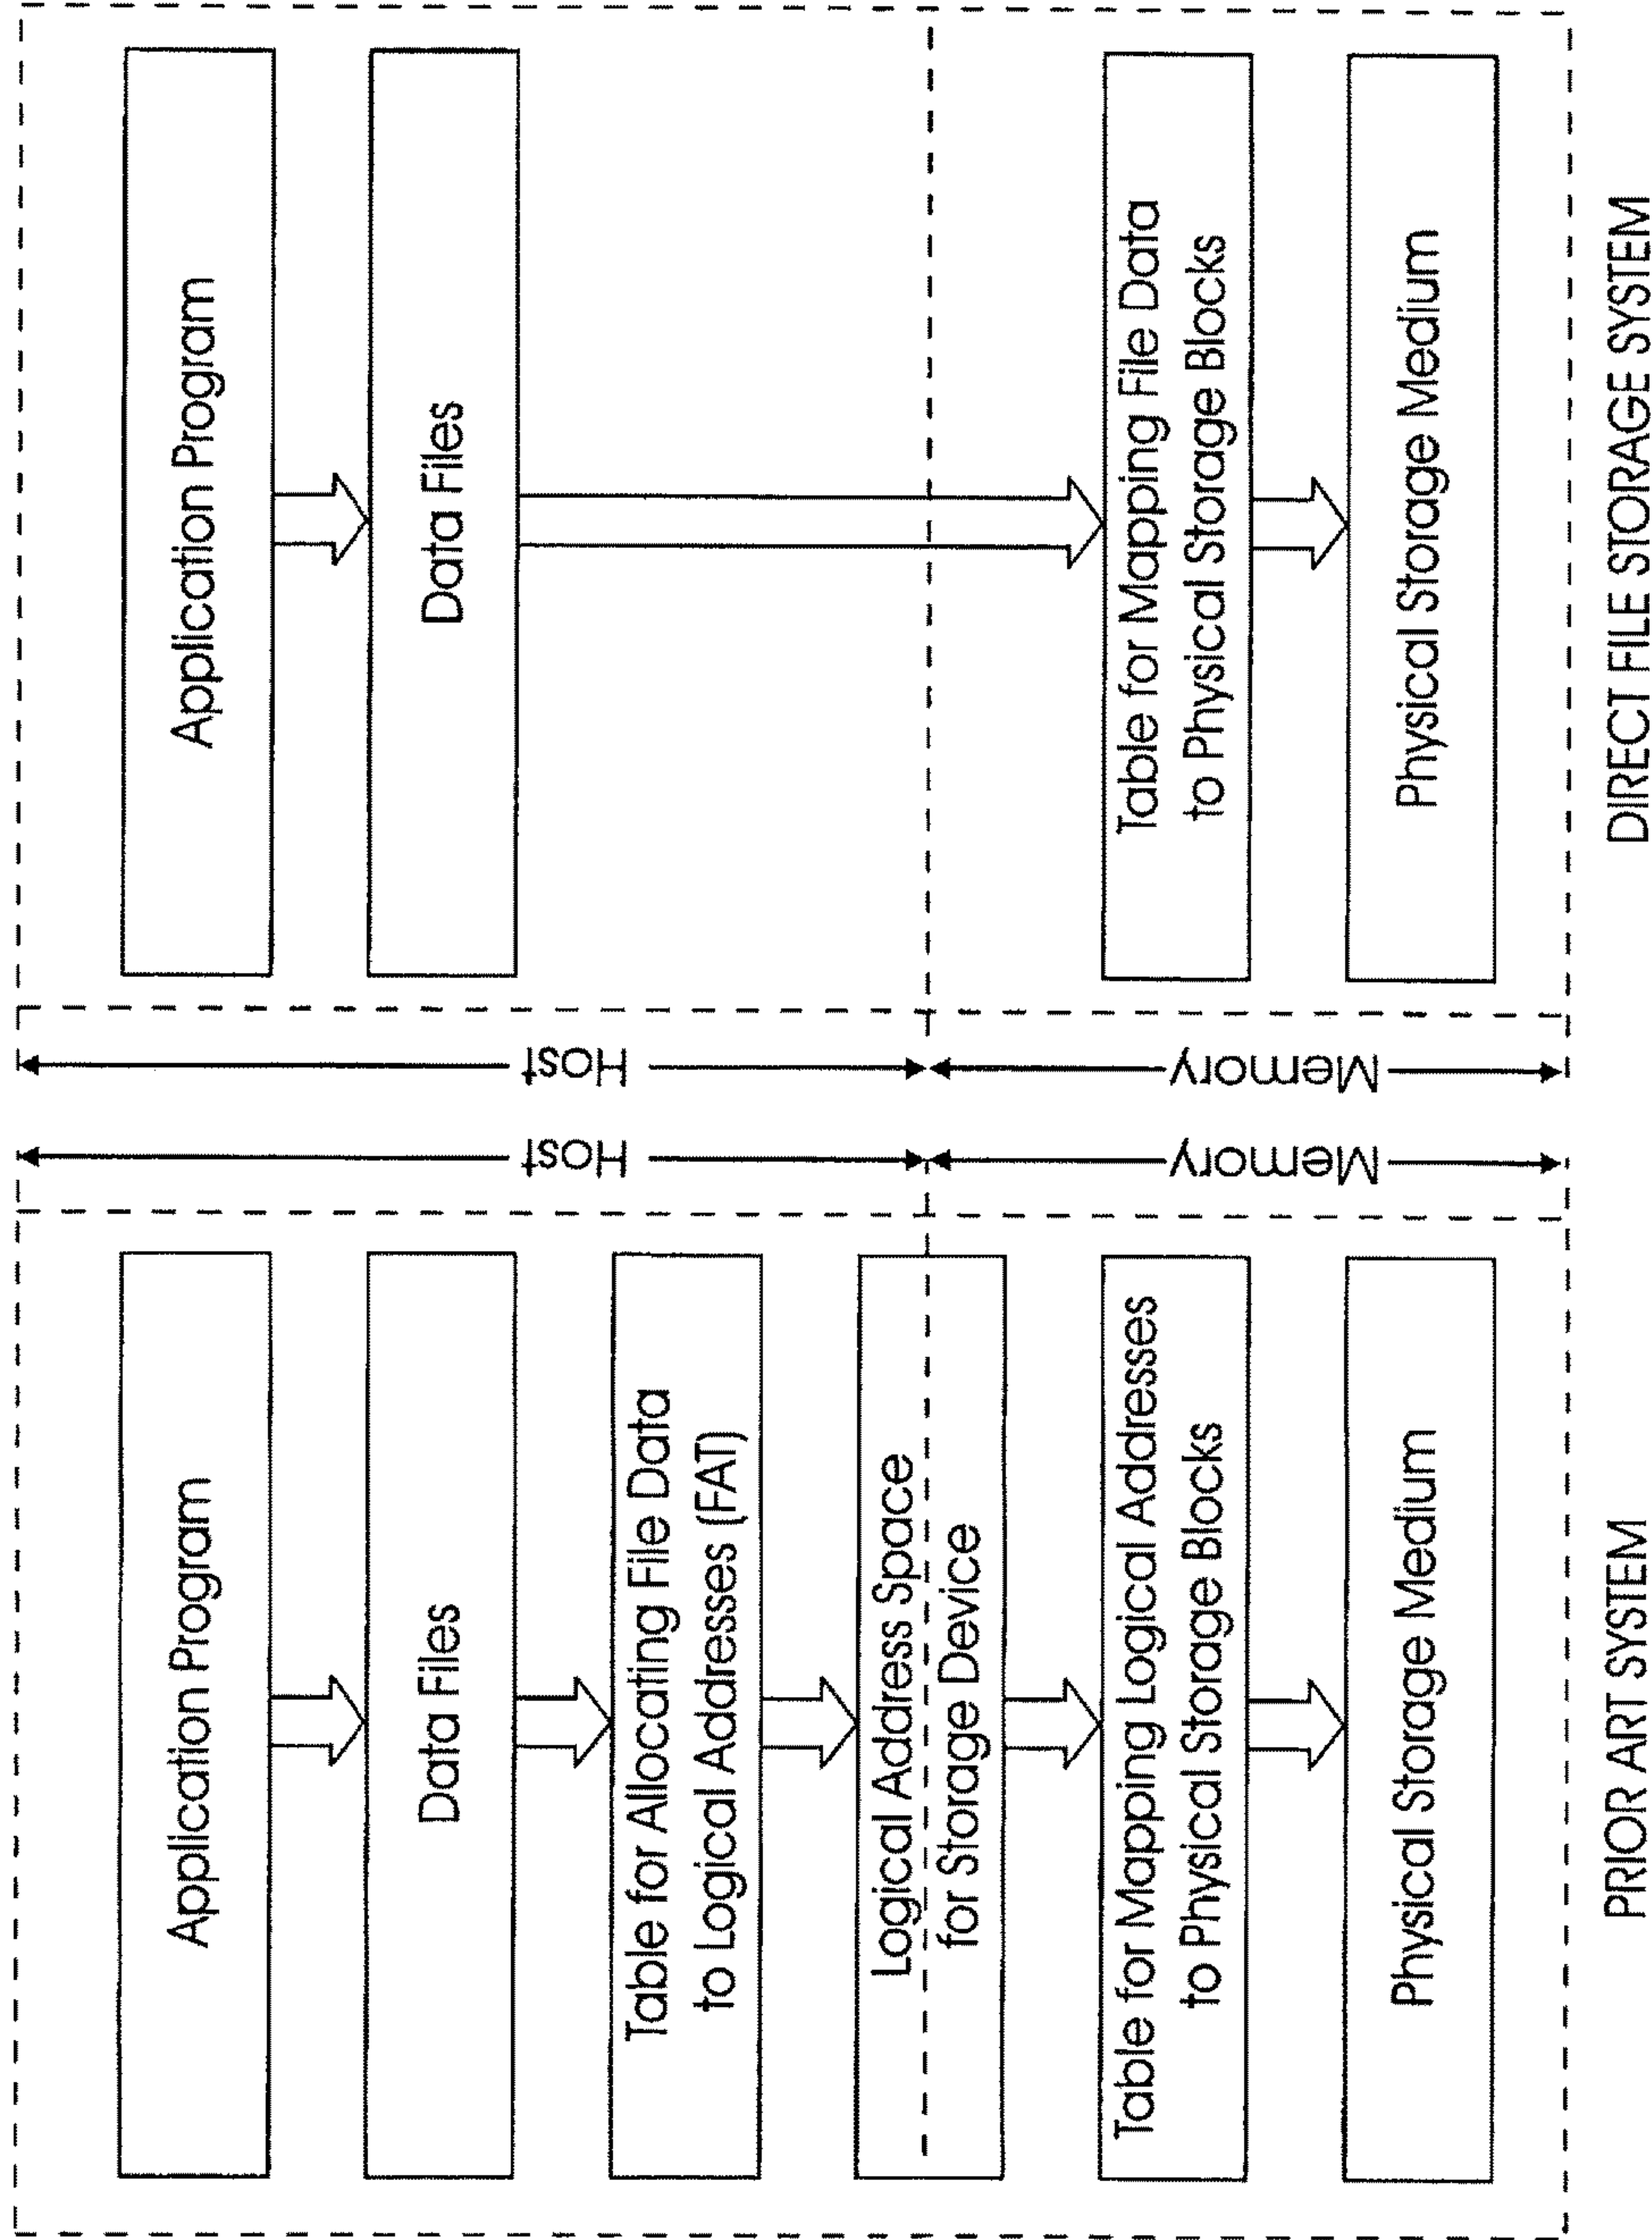 Application Program
Data Files
Table for Allocating File Data
to Logical Addresses (FAT)
Logical Address Space
for Storage Device
Table for Mapping Logical Addresses
to Physical Storage Blocks
Physical Storage Medium
Host
Memory
PRIOR ART SYSTEM
Application Program
Data Files
Table for Mapping File Data
to Physical Storage Blocks
Physical Storage Medium
Host
Memory
DIRECT FILE STORAGE SYSTEM